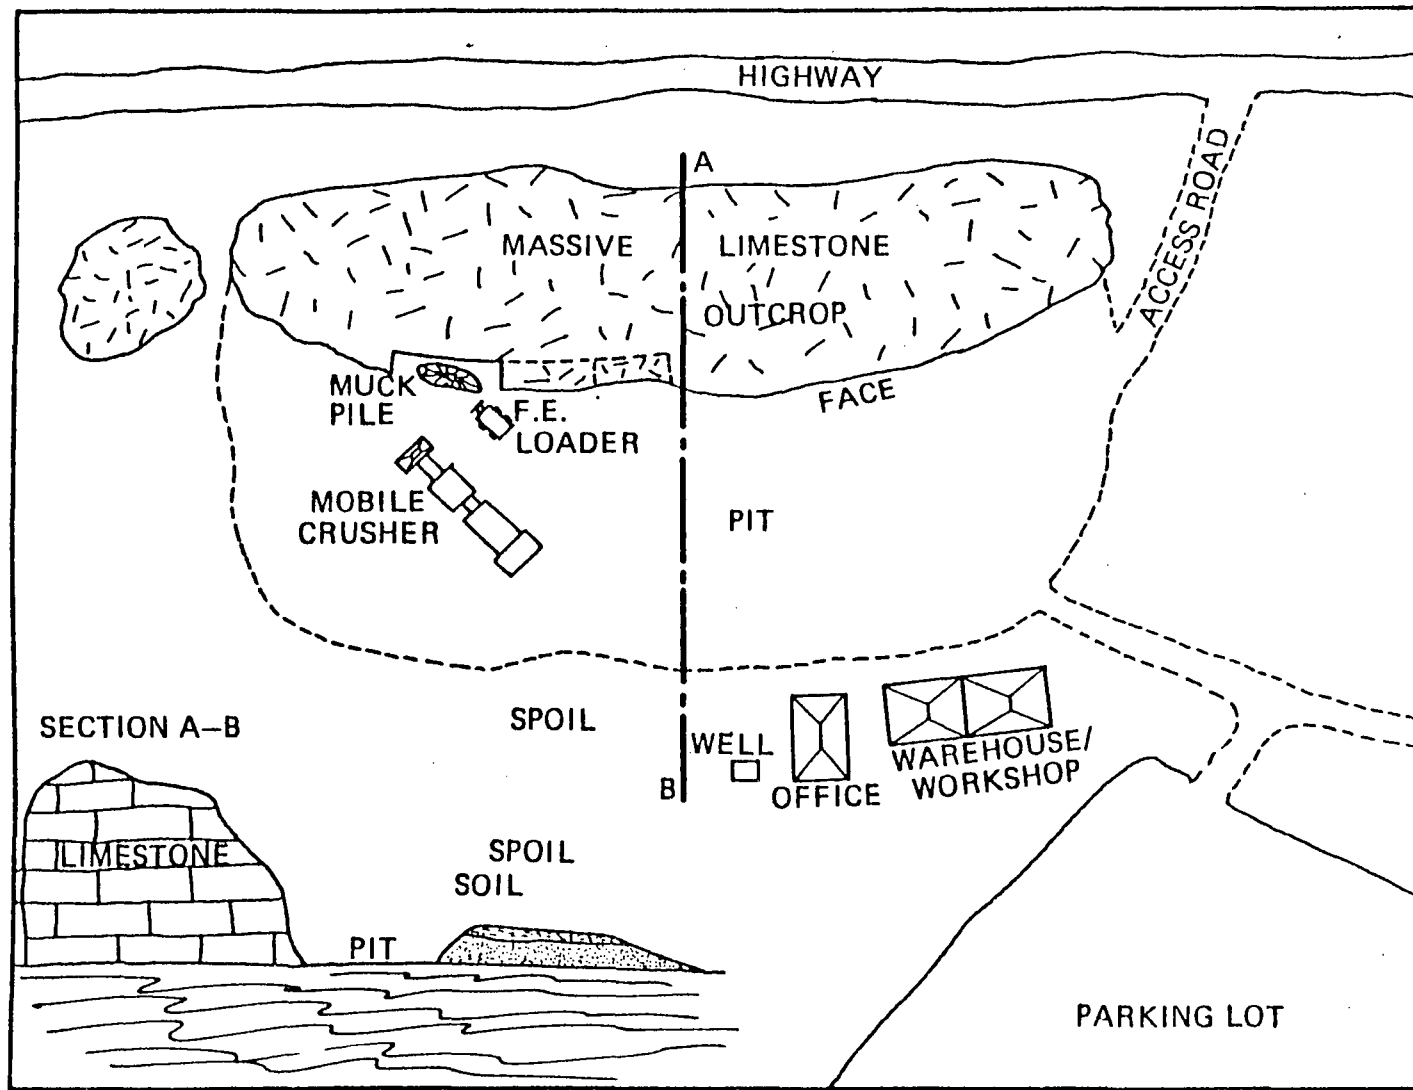 HIGHWAY
A
ACCESS ROAD
MASSIVE LIMESTONE
OUTCROP
MUCK
PILE
F.E.
LOADER
FACE
MOBILE
CRUSHER
PIT
SECTION A–B
SPOIL
WELL
B
OFFICE
WAREHOUSE/
WORKSHOP
LIMESTONE
SPOIL
SOIL
PIT
PARKING LOT